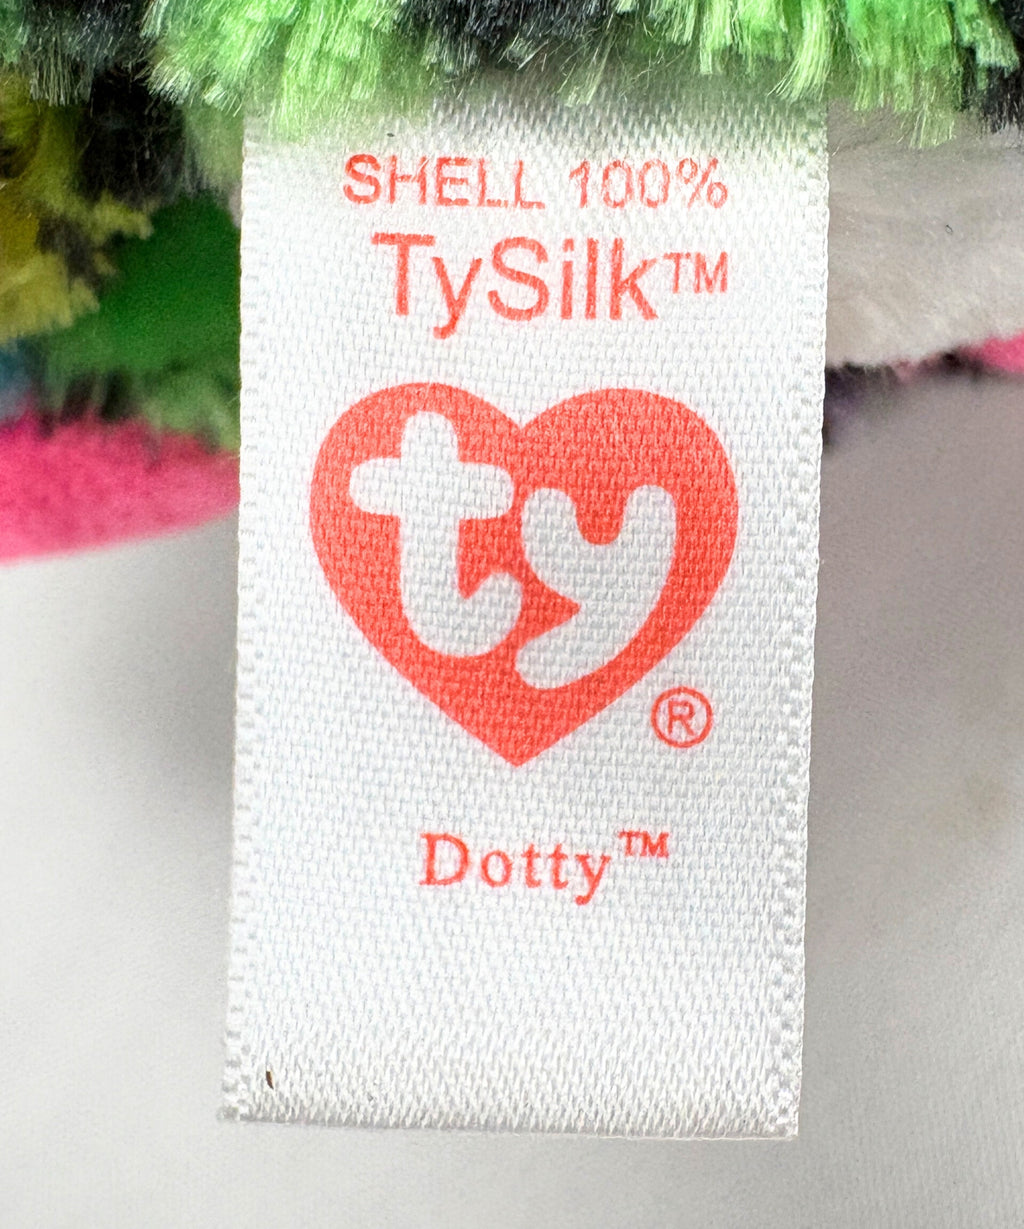 SHELL 100%
TySilk™
ty
®
Dotty™